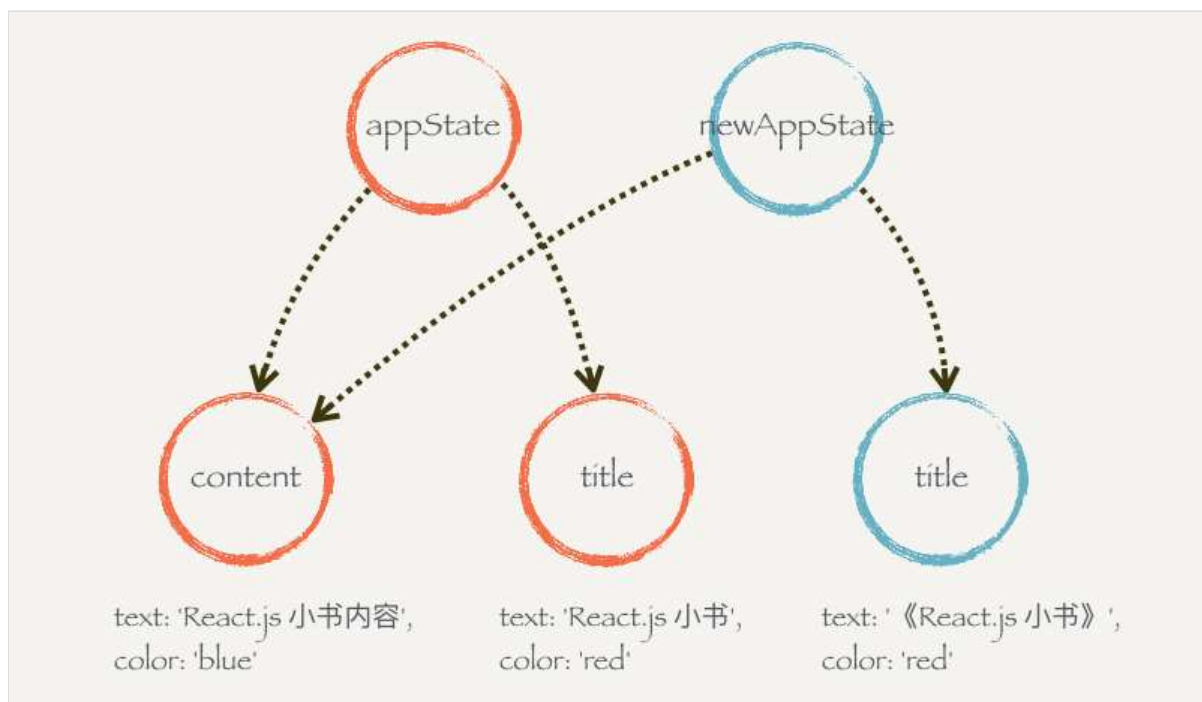 appState
newAppState
content
title
title
text: 'React.js 小书内容',
color: 'blue'
text: 'React.js 小书',
color: 'red'
text: '《React.js 小书》',
color: 'red'